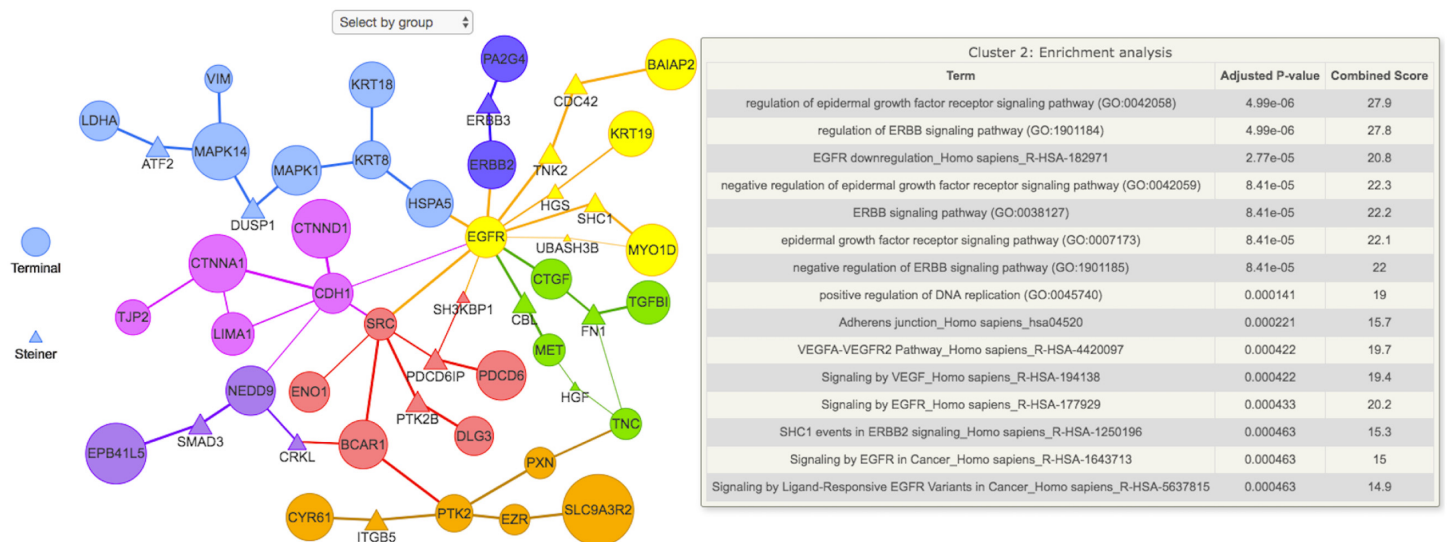 Select by group
PA2G4
BAIAP2
VIM
KRT18
CDC42
LDHA
ERBB3
KRT19
MAPK14
ATF2
MAPK1
KRT8
ERBB2
TNK2
HGS
HSPA5
SHC1
DUSP1
CTNND1
EGFR
UBASH3B
MYO1D
Terminal
CTNNA1
CTGF
CDH1
TGFBI
SH3KBP1
TJP2
LIMA1
SRC
CBL
FN1
Steiner
MET
PDCD6IP
PDCD6
NEDD9
ENO1
HGF
PTK2B
TNC
SMAD3
DLG3
EPB41L5
CRKL
BCAR1
PXN
CYR61
PTK2
EZR
SLC9A3R2
ITGB5
Cluster 2: Enrichment analysis
Term Adjusted P-value Combined Score
regulation of epidermal growth factor receptor signaling pathway (GO:0042058) 4.99e-06 27.9
regulation of ERBB signaling pathway (GO:1901184) 4.99e-06 27.8
EGFR downregulation_Homo sapiens_R-HSA-182971 2.77e-05 20.8
negative regulation of epidermal growth factor receptor signaling pathway (GO:0042059) 8.41e-05 22.3
ERBB signaling pathway (GO:0038127) 8.41e-05 22.2
epidermal growth factor receptor signaling pathway (GO:0007173) 8.41e-05 22.1
negative regulation of ERBB signaling pathway (GO:1901185) 8.41e-05 22
positive regulation of DNA replication (GO:0045740) 0.000141 19
Adherens junction_Homo sapiens_hsa04520 0.000221 15.7
VEGFA-VEGFR2 Pathway_Homo sapiens_R-HSA-4420097 0.000422 19.7
Signaling by VEGF_Homo sapiens_R-HSA-194138 0.000422 19.4
Signaling by EGFR_Homo sapiens_R-HSA-177929 0.000433 20.2
SHC1 events in ERBB2 signaling_Homo sapiens_R-HSA-1250196 0.000463 15.3
Signaling by EGFR in Cancer_Homo sapiens_R-HSA-1643713 0.000463 15
Signaling by Ligand-Responsive EGFR Variants in Cancer_Homo sapiens_R-HSA-5637815 0.000463 14.9